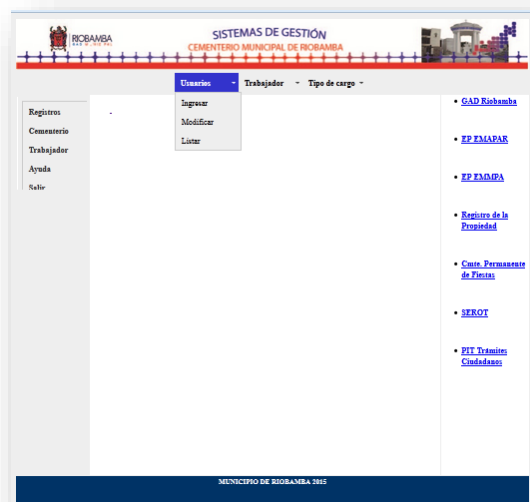 RIOBAMBA
SISTEMAS DE GESTIÓN
CEMENTERIO MUNICIPAL DE RIOBAMBA
Usuarios Trabajador Tipo de cargo
Ingresar
Modificar
Listar
Registros
Cementerio
Trabajador
Ayuda
Salir
GAD Riobamba
EP EMAPAR
EP EMMPA
Registro de la
Propiedad
Cmte. Permanente
de Fiestas
SEROT
PIT Trámites
Ciudadanos
MUNICIPIO DE RIOBAMBA 2015